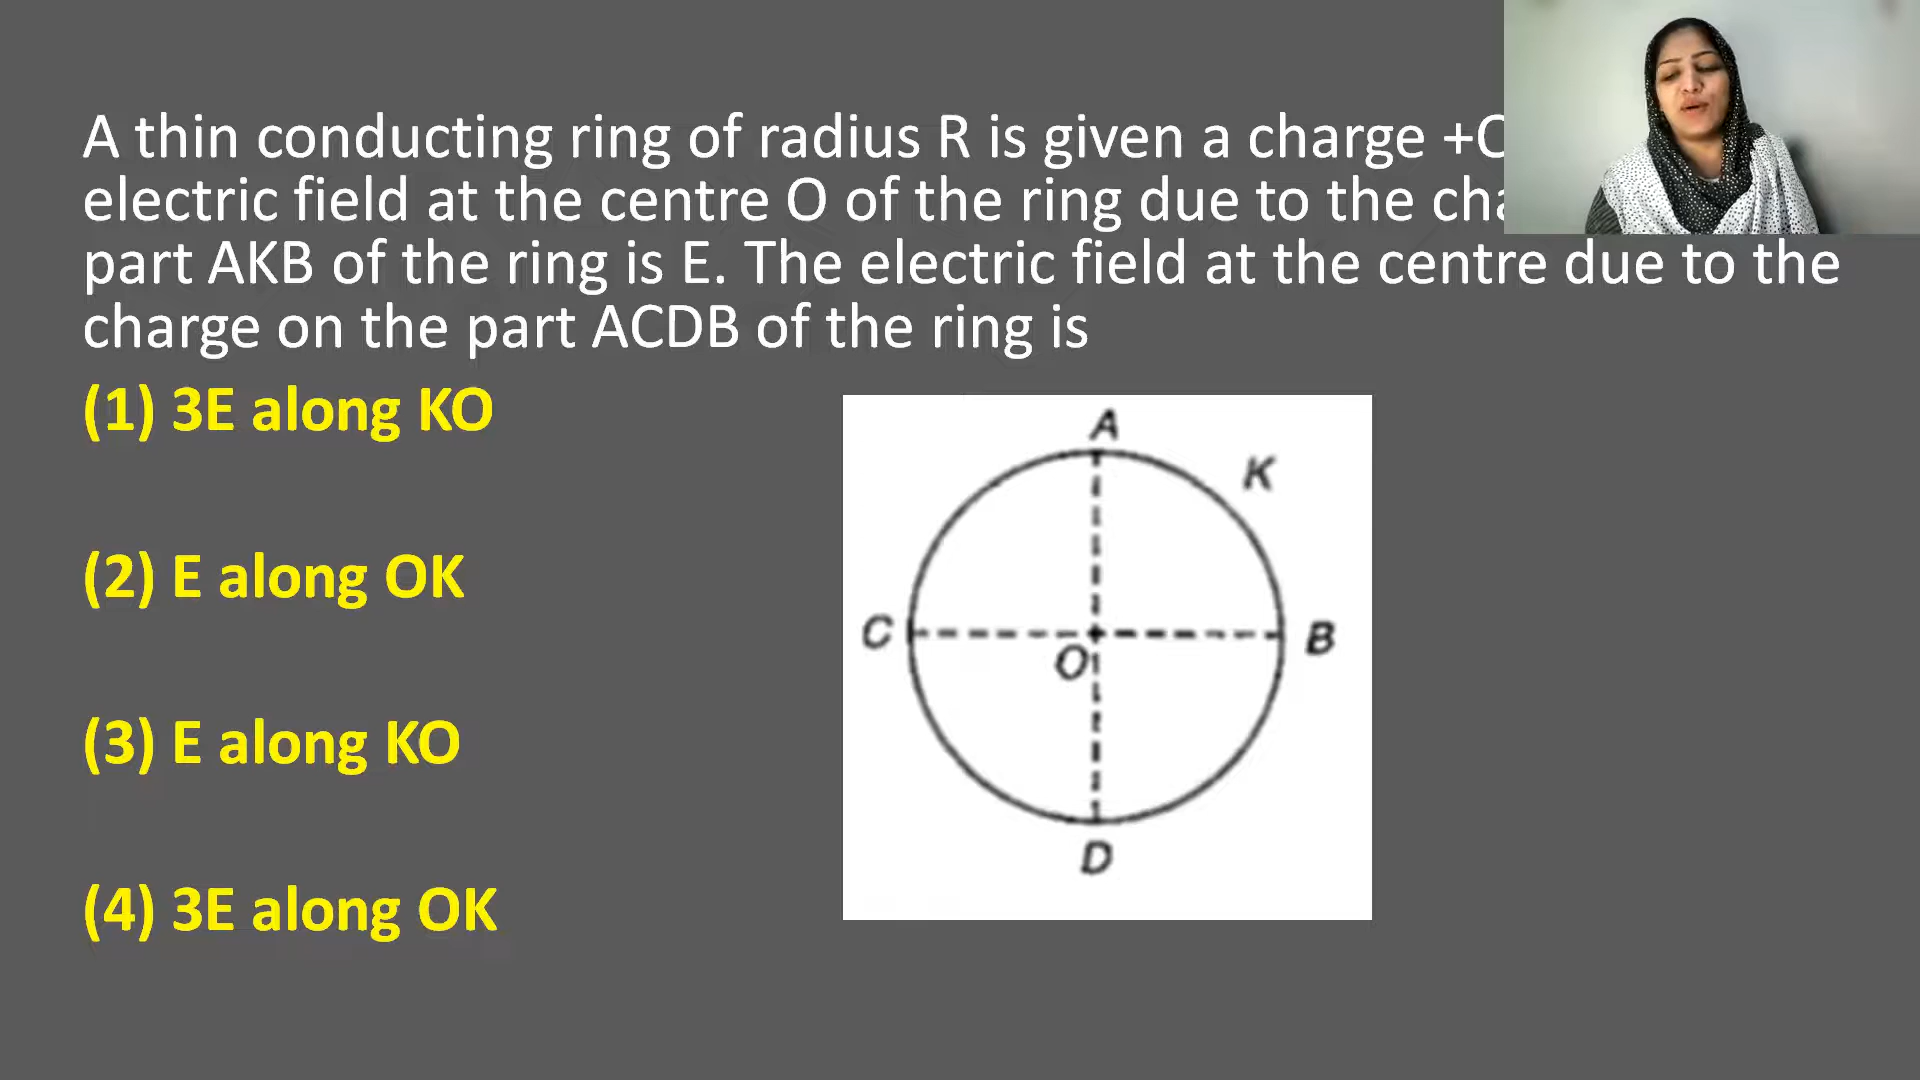 A thin conducting ring of radius R is given a charge
electric field at the centre O of the ring due to the
part AKB of the ring is E. The electric field at the centre due to the
charge on the part ACDB of the ring is
(1) 3E along KO
(2) E along OK
(3) E along KO
(4) 3E along OK
A
K
C
B
O
D